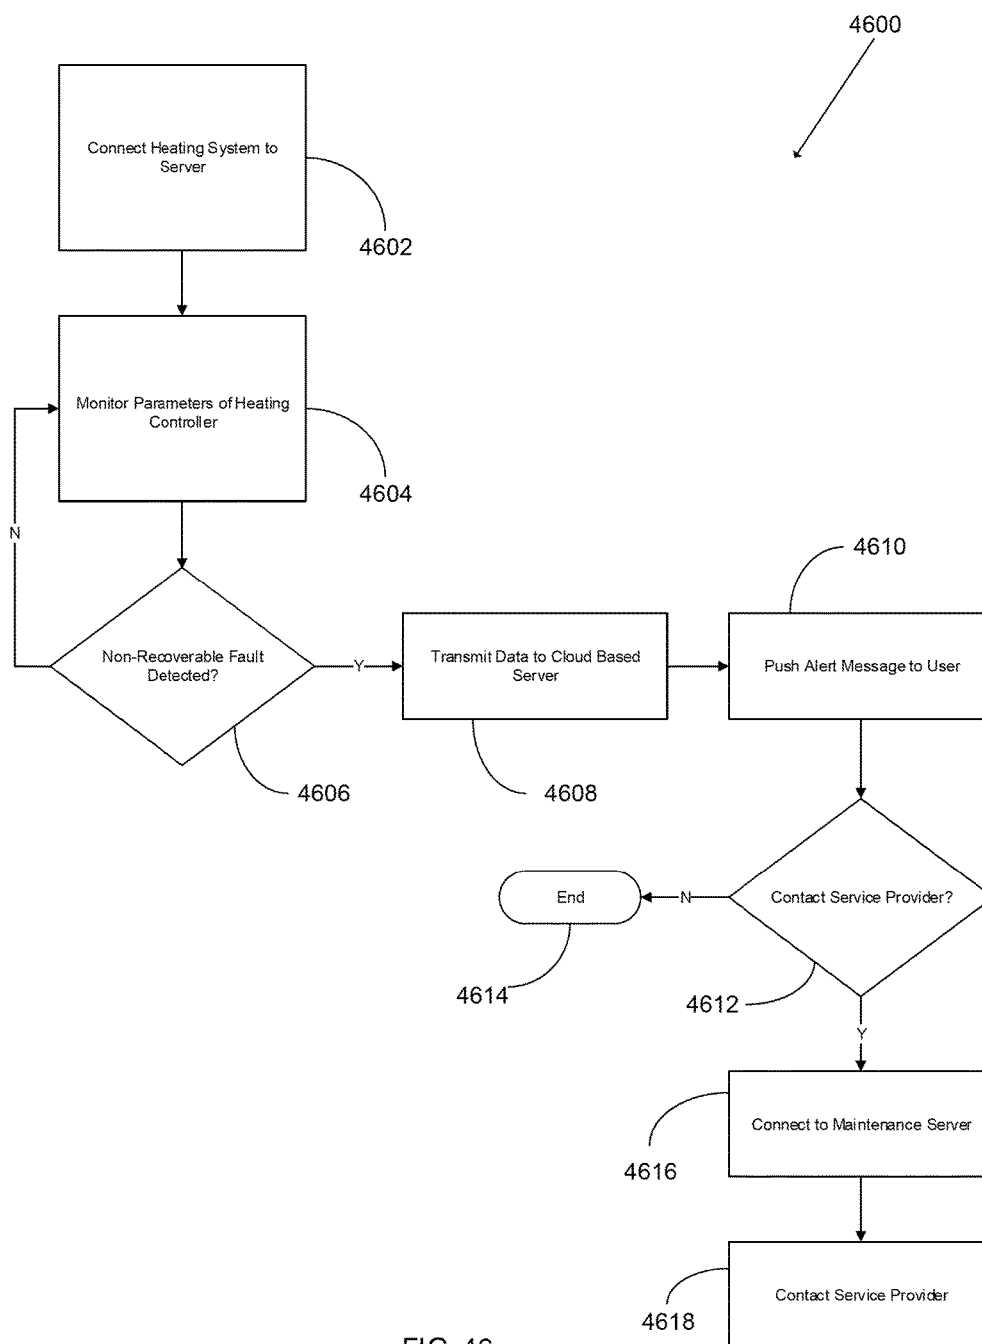 4600
Connect Heating System to
Server
4602
Monitor Parameters of Heating
Controller
4604
N
Non-Recoverable Fault
Detected?
Y
4606
Transmit Data to Cloud Based
Server
4608
4610
Push Alert Message to User
Contact Service Provider?
N
End
4614
4612
Y
Connect to Maintenance Server
4616
Contact Service Provider
4618